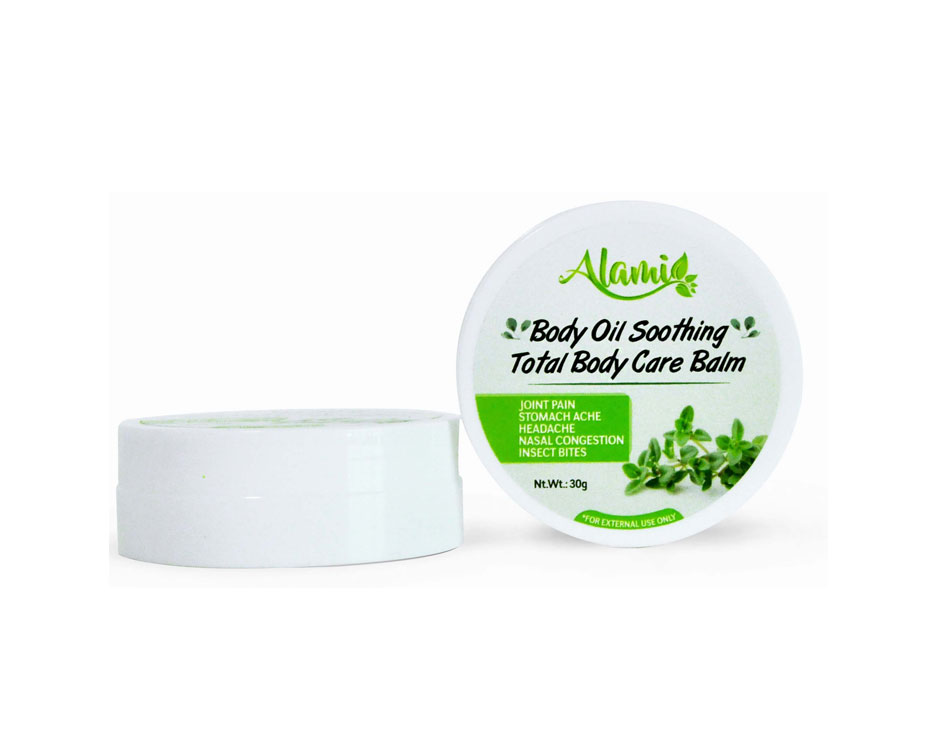 Alami
Body Oil Soothing
Total Body Care Balm
JOINT PAIN
STOMACH ACHE
HEADACHE
NASAL CONGESTION
INSECT BITES
Nt.Wt.: 30g
*FOR EXTERNAL USE ONLY